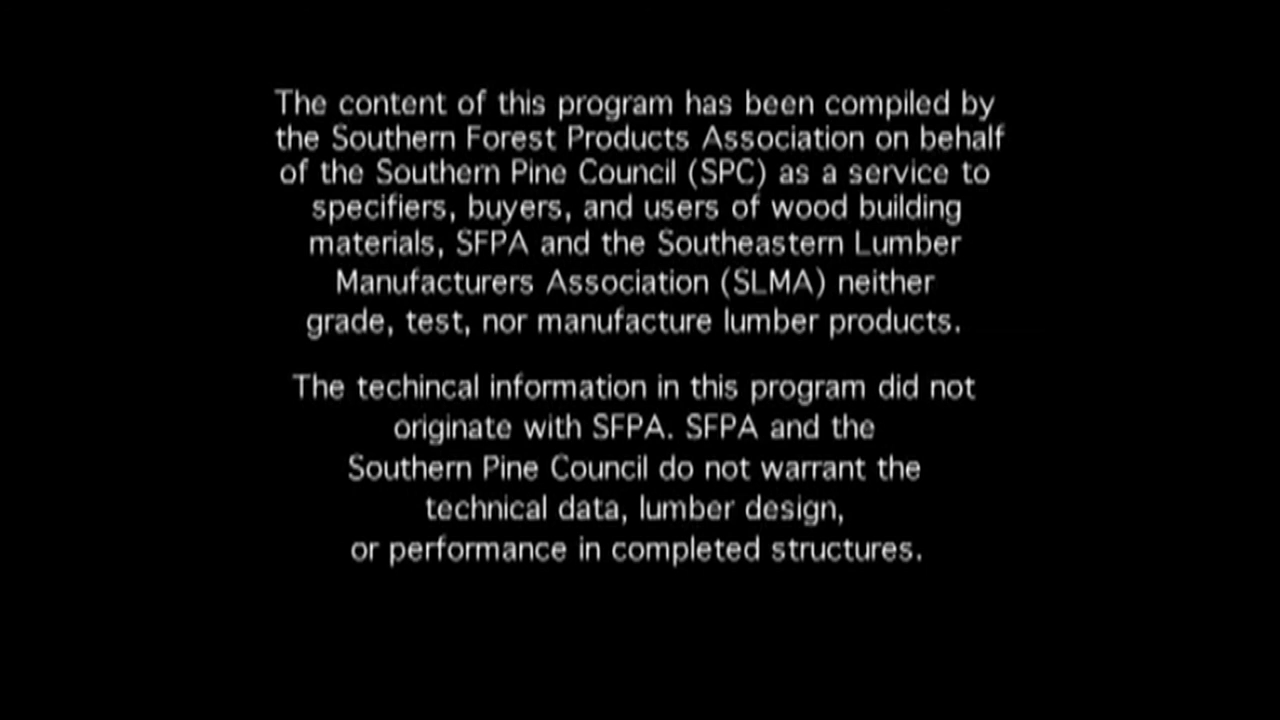 The content of this program has been compiled by
the Southern Forest Products Association on behalf
of the Southern Pine Council (SPC) as a service to
specifiers, buyers, and users of wood building
materials, SFPA and the Southeastern Lumber
Manufacturers Association (SLMA) neither
grade, test, nor manufacture lumber products.
The techincal information in this program did not
originate with SFPA. SFPA and the
Southern Pine Council do not warrant the
technical data, lumber design,
or performance in completed structures.